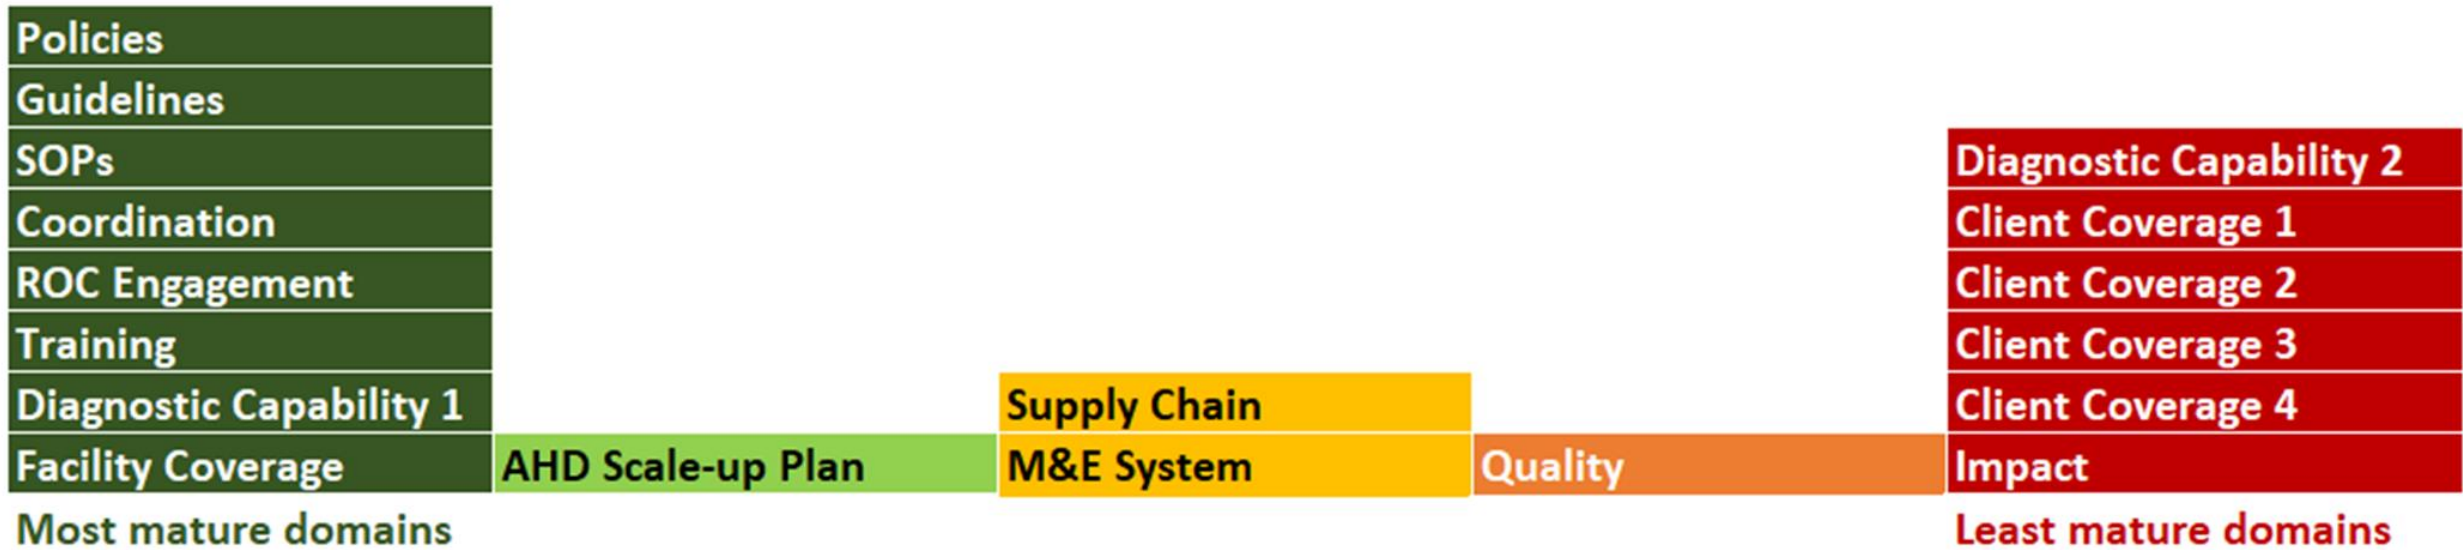 Policies
Guidelines
SOPs
Coordination
ROC Engagement
Training
Diagnostic Capability 1
Facility Coverage
Most mature domains
AHD Scale-up Plan
Supply Chain
M&E System
Quality
Diagnostic Capability 2
Client Coverage 1
Client Coverage 2
Client Coverage 3
Client Coverage 4
Impact
Least mature domains